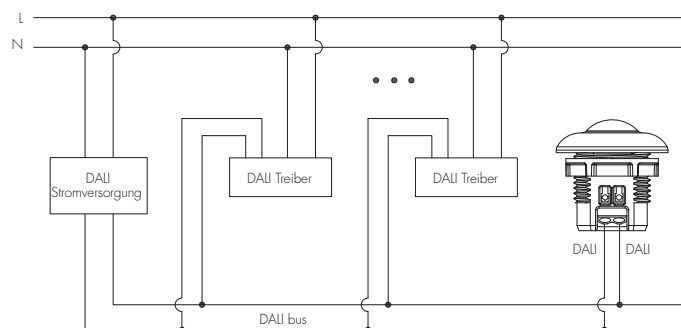 L
N
DALI
Stromversorgung
DALI Treiber
DALI Treiber
DALI
DALI
DALI bus